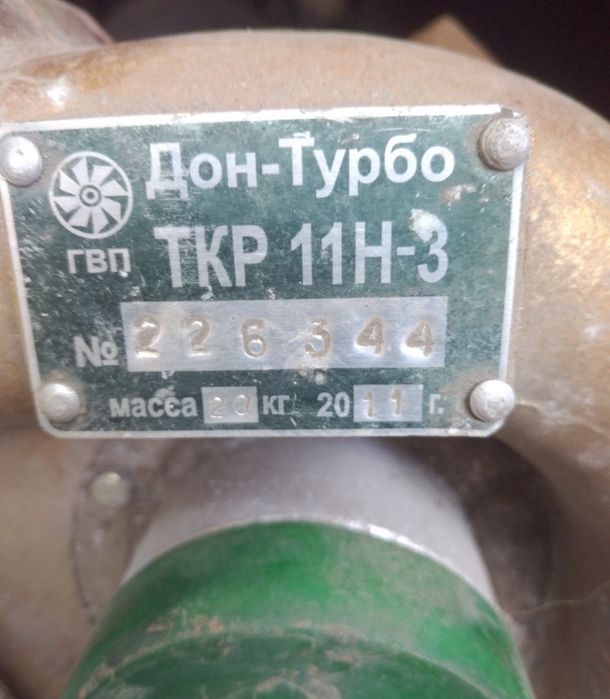 Дон-Турбо
ГВП ТКР 11Н-3
№ 226344
масса 20 кг 2011 г.